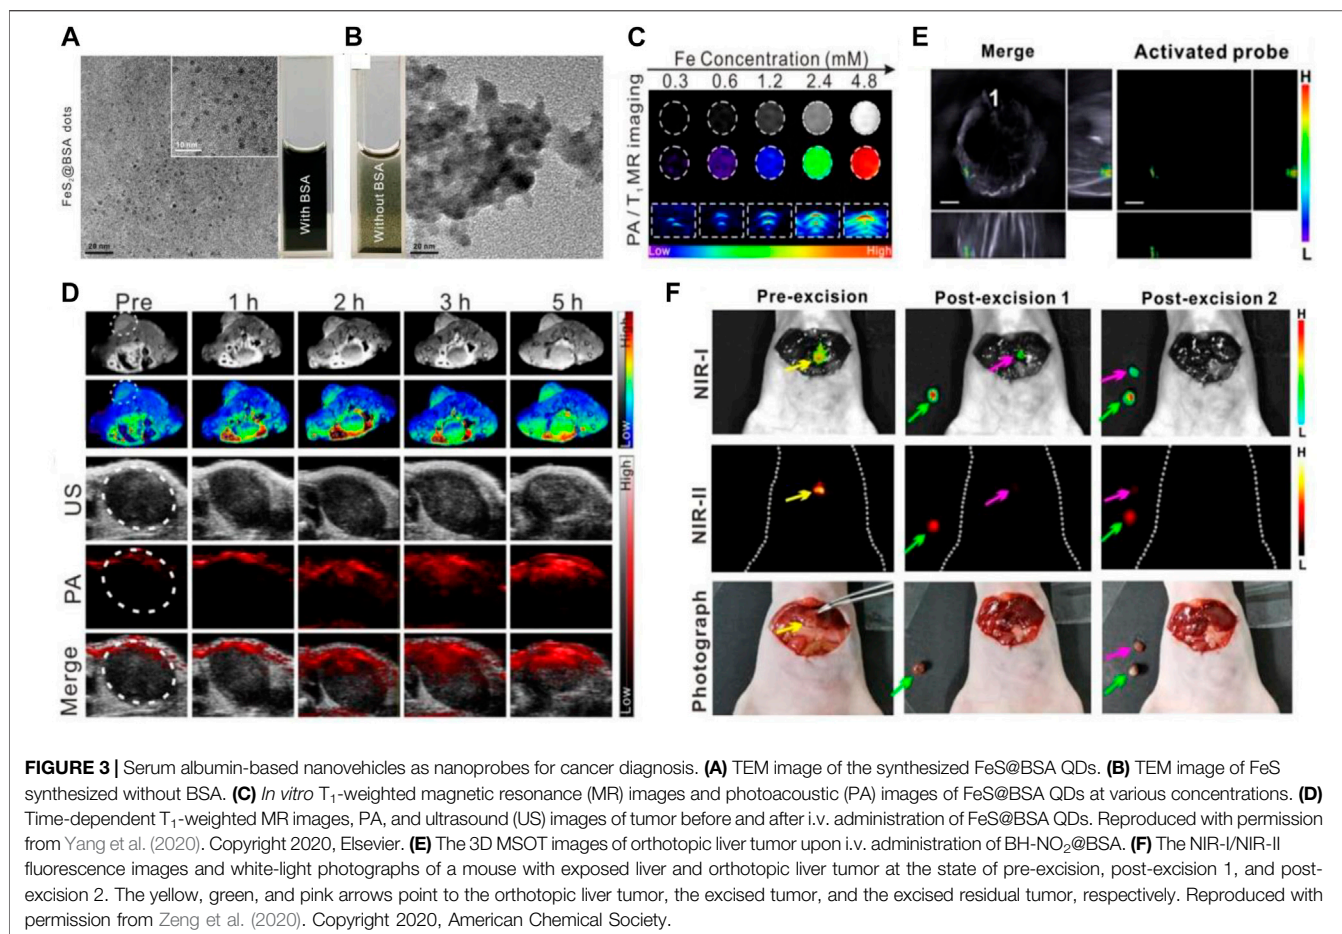 A
FeS2@BSA dots
10 nm
20 nm
With BSA
B
Without BSA
20 nm
C
Fe Concentration (mM)
0.3 0.6 1.2 2.4 4.8
PA / T1 MR imaging
Low High
E
Merge Activated probe
1
H
L
D
Pre 1 h 2 h 3 h 5 h
High
Low
US
PA
Merge
High
Low
F
Pre-excision Post-excision 1 Post-excision 2
NIR-I
H
L
NIR-II
H
L
Photograph
FIGURE 3 | Serum albumin-based nanovehicles as nanoprobes for cancer diagnosis. (A) TEM image of the synthesized FeS@BSA QDs. (B) TEM image of FeS
synthesized without BSA. (C) In vitro T1-weighted magnetic resonance (MR) images and photoacoustic (PA) images of FeS@BSA QDs at various concentrations. (D)
Time-dependent T1-weighted MR images, PA, and ultrasound (US) images of tumor before and after i.v. administration of FeS@BSA QDs. Reproduced with permission
from Yang et al. (2020). Copyright 2020, Elsevier. (E) The 3D MSOT images of orthotopic liver tumor upon i.v. administration of BH-NO2@BSA. (F) The NIR-I/NIR-II
fluorescence images and white-light photographs of a mouse with exposed liver and orthotopic liver tumor at the state of pre-excision, post-excision 1, and post-
excision 2. The yellow, green, and pink arrows point to the orthotopic liver tumor, the excised tumor, and the excised residual tumor, respectively. Reproduced with
permission from Zeng et al. (2020). Copyright 2020, American Chemical Society.